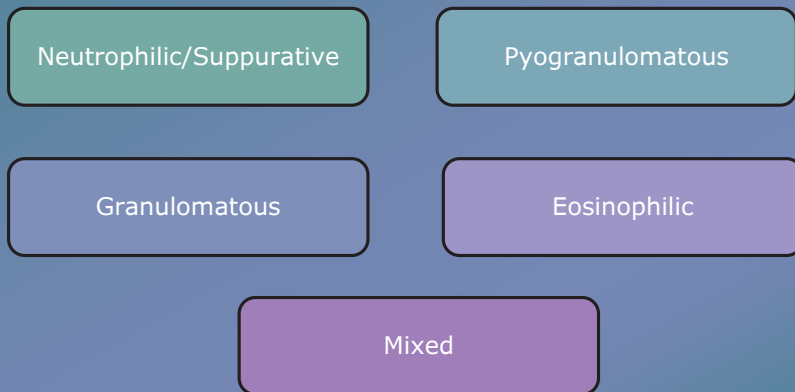 Neutrophilic/Suppurative
Pyogranulomatous
Granulomatous
Eosinophilic
Mixed